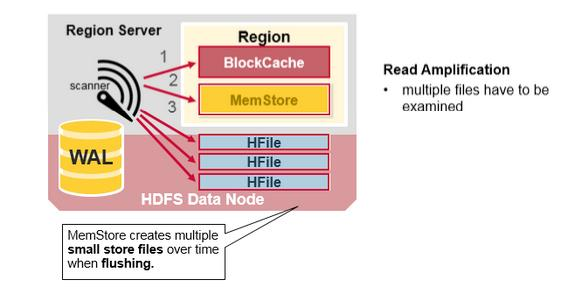 Region Server
Region
1
BlockCache
scanner
2
MemStore
3
HFile
HFile
HFile
WAL
HDFS Data Node
MemStore creates multiple
small store files over time
when flushing.
Read Amplification
• multiple files have to be
examined